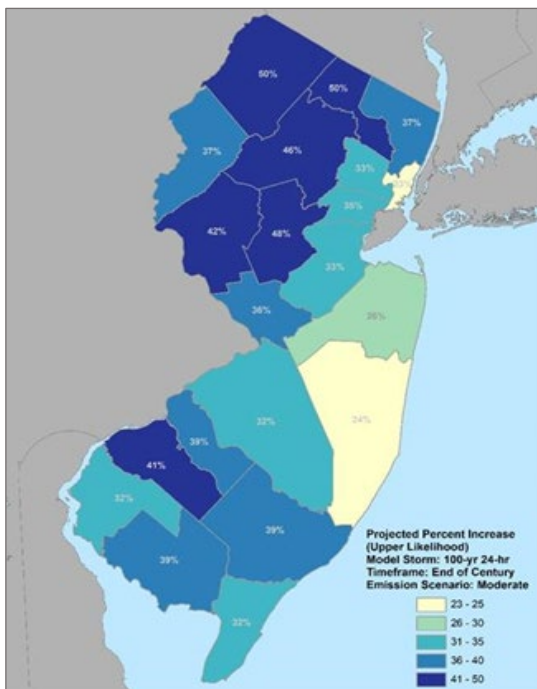 50%
50%
37%
37%
46%
33%
35%
42%
48%
33%
36%
26%
24%
32%
39%
41%
32%
39%
39%
32%
Projected Percent Increase
(Upper Likelihood)
Model Storm: 100-yr 24-hr
Timeframe: End of Century
Emission Scenario: Moderate
23 - 25
26 - 30
31 - 35
36 - 40
41 - 50